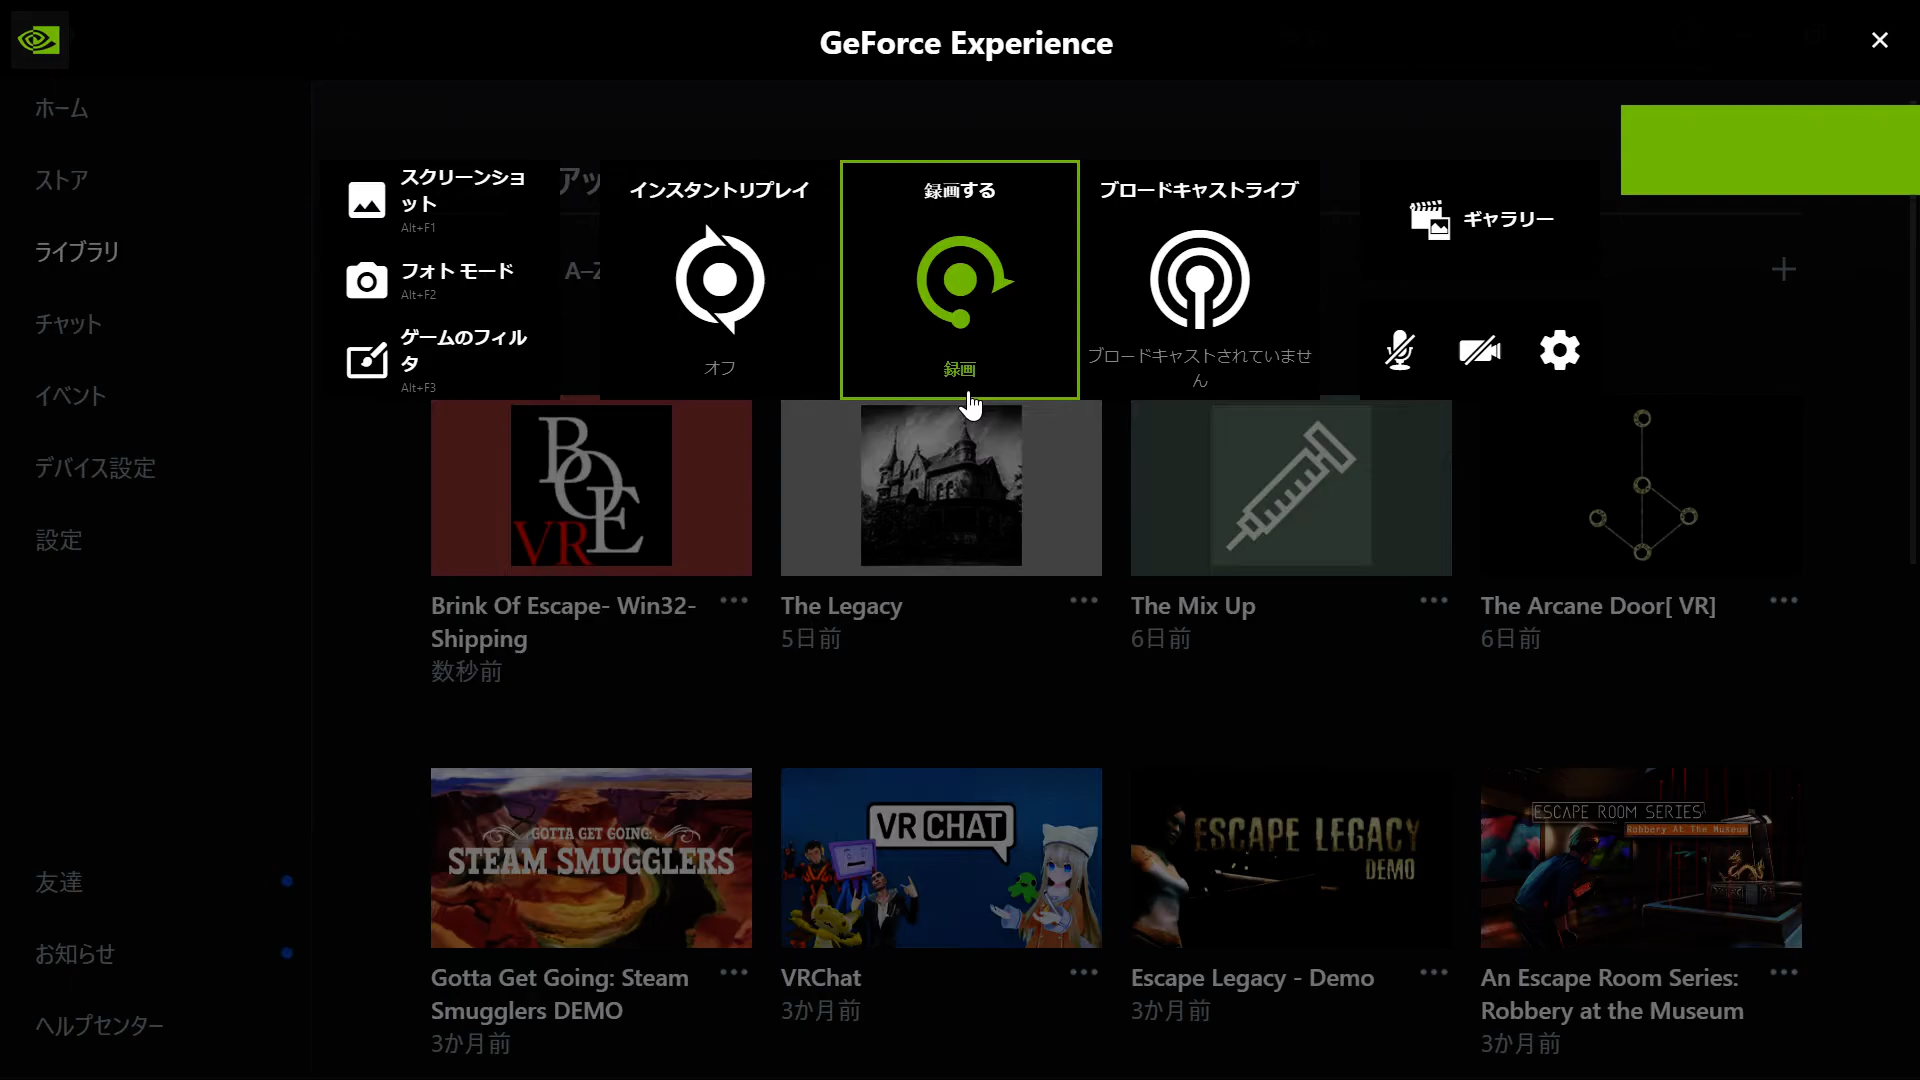 GeForce Experience
ホーム
ストア
ライブラリ
チャット
イベント
デバイス設定
設定
友達
お知らせ
ヘルプセンター
スクリーンショ
ット
Alt+F1
フォト モード
Alt+F2
ゲームのフィル
タ
Alt+F3
アッ
A–Z
インスタントリプレイ
オフ
録画する
録画
ブロードキャストライブ
ブロードキャストされていませ
ん
ギャラリー
BOE
VR
Brink Of Escape- Win32-
Shipping
数秒前
The Legacy
5日前
The Mix Up
6日前
The Arcane Door[ VR]
6日前
GOTTA GET GOING:
STEAM SMUGGLERS
Gotta Get Going: Steam
Smugglers DEMO
3か月前
VRCHAT
VRChat
3か月前
ESCAPE LEGACY
DEMO
Escape Legacy - Demo
3か月前
ESCAPE ROOM SERIES
Robbery At The Museum
An Escape Room Series:
Robbery at the Museum
3か月前